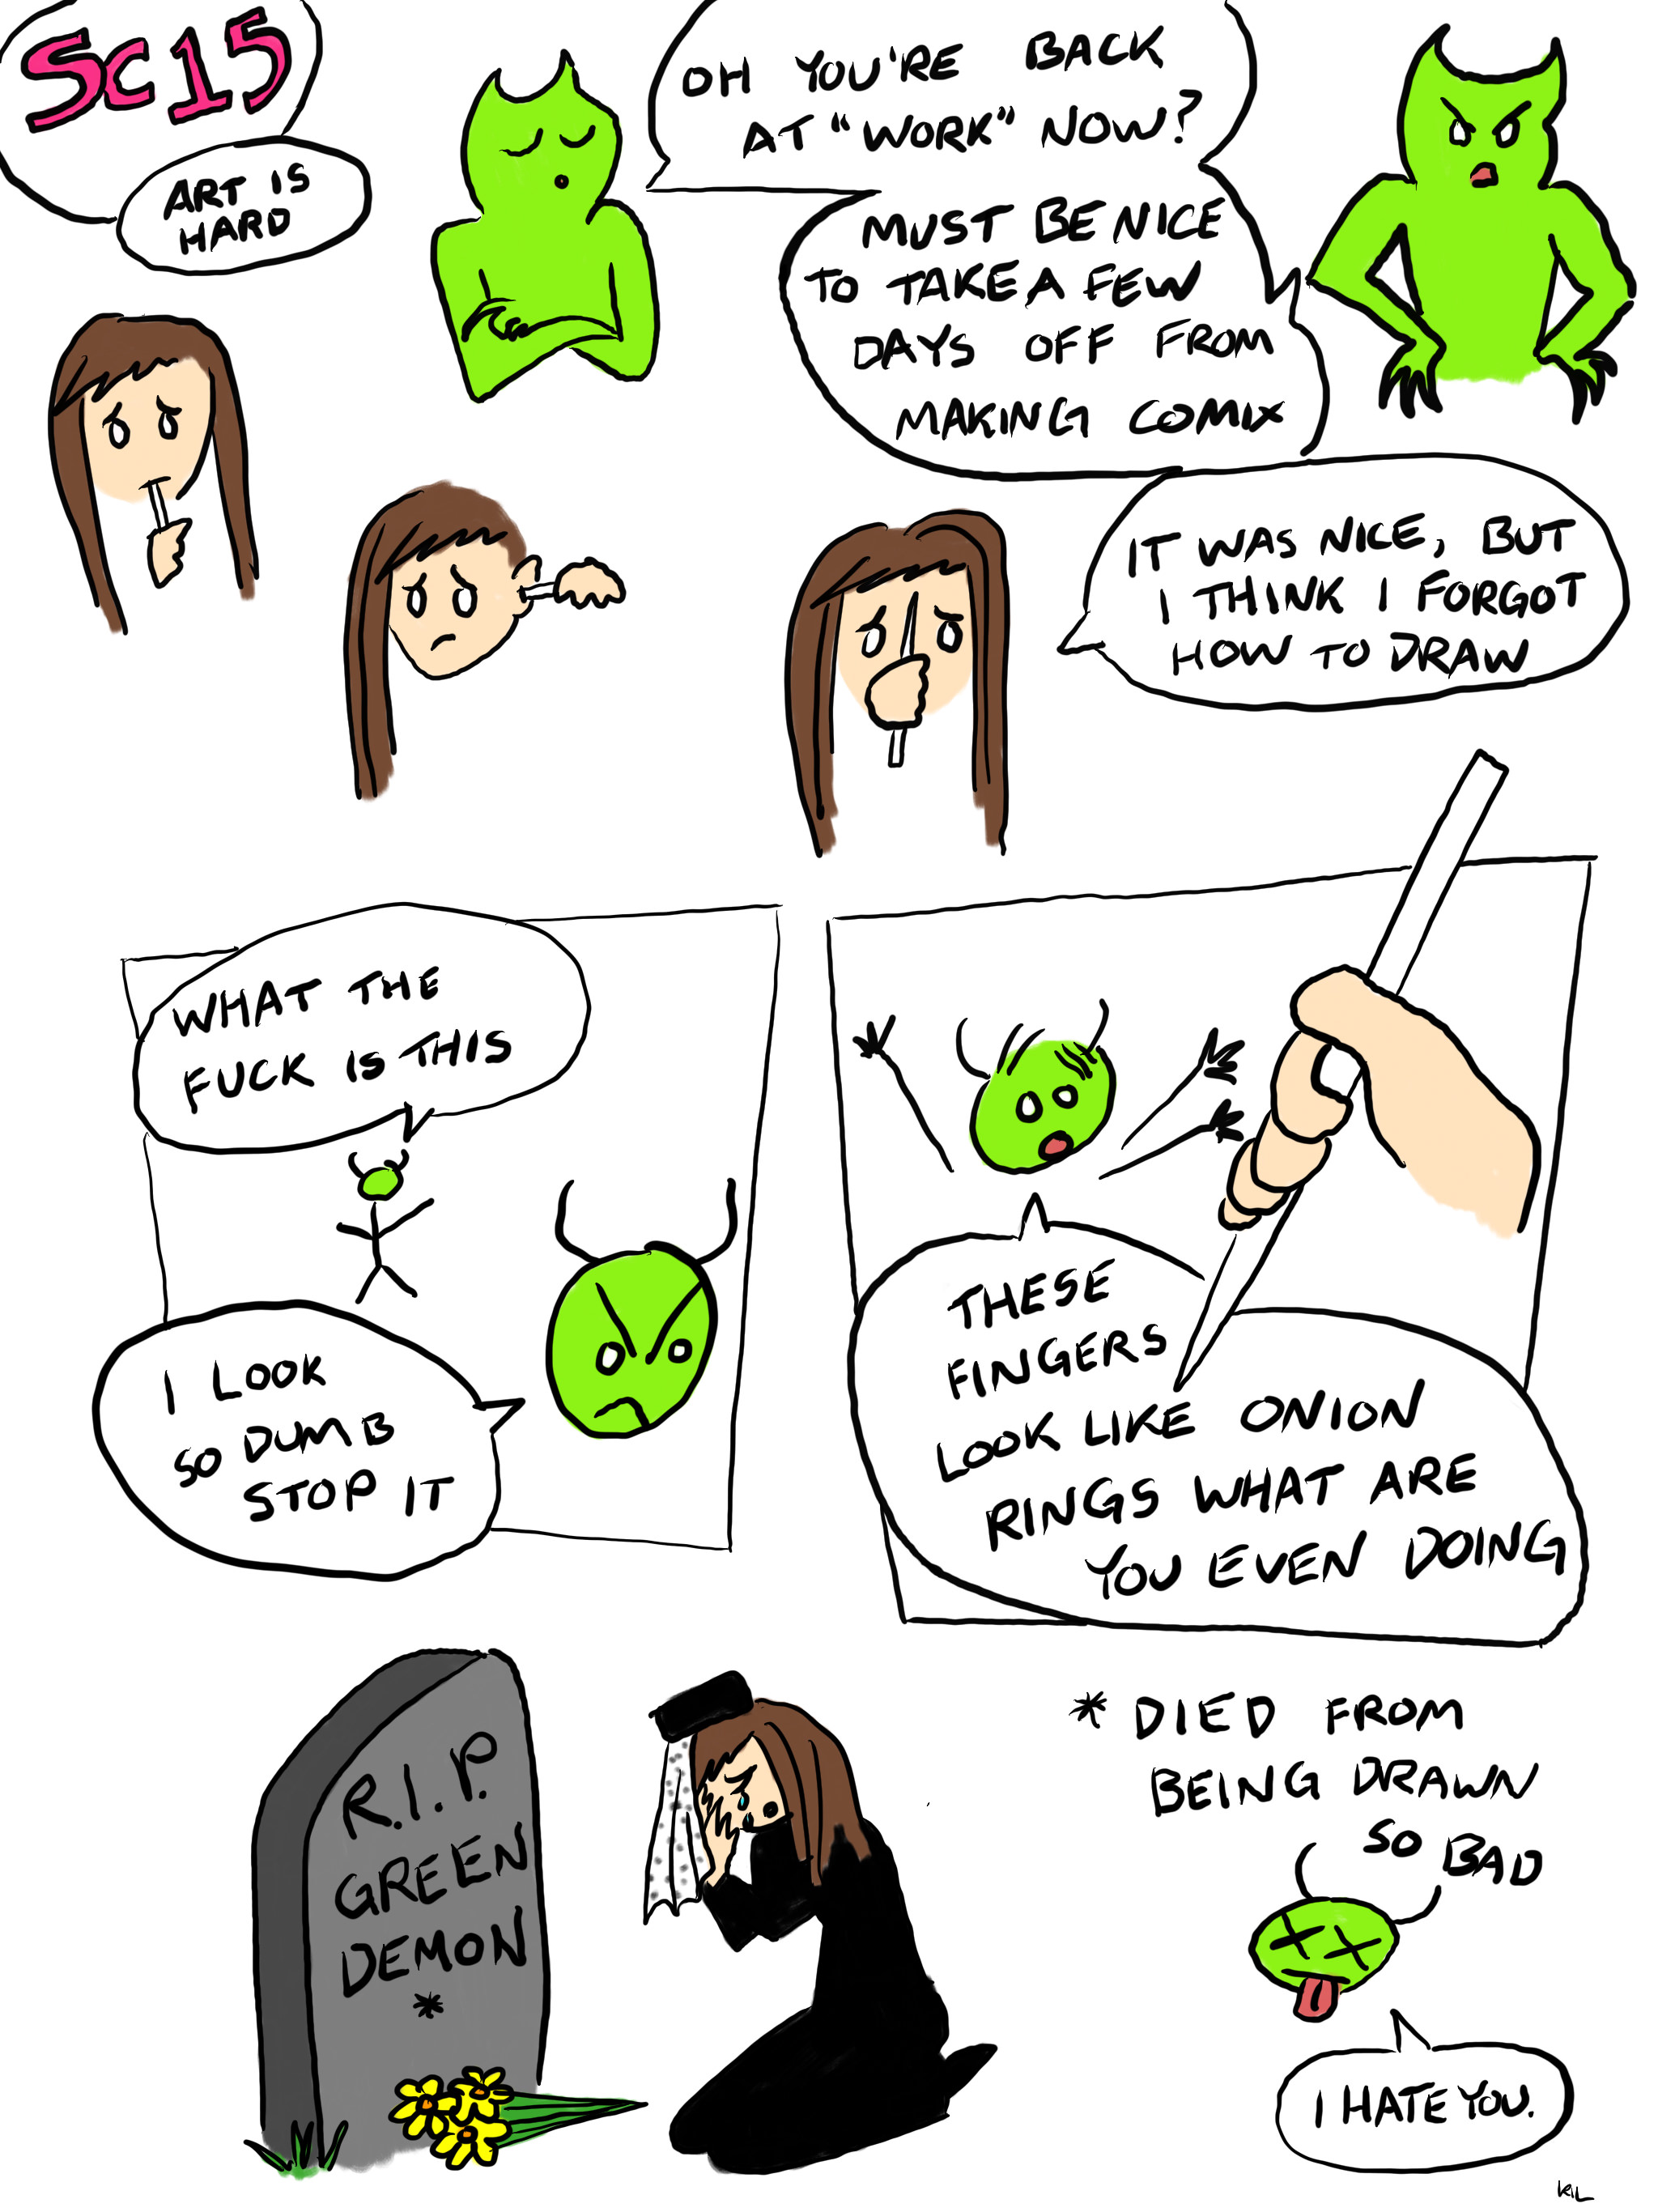 SC15
ART IS
HARD
OH YOU'RE BACK
AT "WORK" NOW?
MUST BE NICE
TO TAKE A FEW
DAYS OFF FROM
MAKING COMIX
IT WAS NICE, BUT
I THINK I FORGOT
HOW TO DRAW
WHAT THE
FUCK IS THIS
I LOOK
SO DUMB
STOP IT
THESE
FINGERS
LOOK LIKE ONION
RINGS WHAT ARE
YOU EVEN DOING
R.I.P.
GREEN
DEMON
*
* DIED FROM
BEING DRAWN
SO BAD
I HATE YOU.